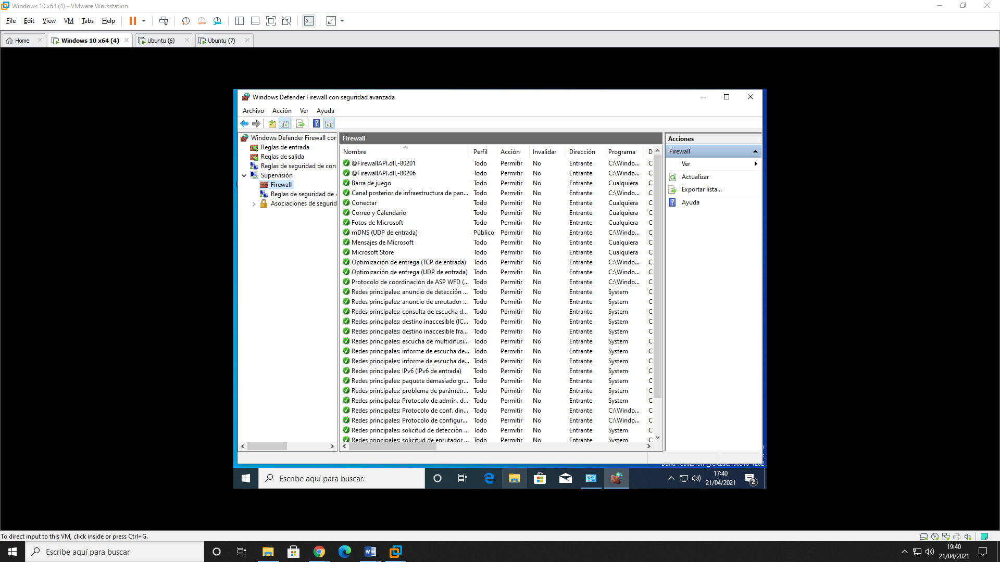 Windows 10 x64 (4) - VMware Workstation
File Edit View VM Tabs Help
Home Windows 10 x64 (4) Ubuntu (6) Ubuntu (7)
Windows Defender Firewall con seguridad avanzada
Archivo Acción Ver Ayuda
Windows Defender Firewall con
Reglas de entrada
Reglas de salida
Reglas de seguridad de con
Supervisión
Firewall
Reglas de seguridad de
Asociaciones de segurid
Firewall
Nombre Perfil Acción Invalidar Dirección Programa D
@FirewallAPI.dll,-80201 Todo Permitir No Entrante C:\Windo... C
@FirewallAPI.dll,-80206 Todo Permitir No Entrante C:\Windo... C
Barra de juego Todo Permitir No Entrante Cualquiera C
Canal posterior de infraestructura de pan... Todo Permitir No Entrante C:\Windo... C
Conectar Todo Permitir No Entrante Cualquiera C
Correo y Calendario Todo Permitir No Entrante Cualquiera C
Fotos de Microsoft Todo Permitir No Entrante Cualquiera C
mDNS (UDP de entrada) Público Permitir No Entrante C:\Windo... C
Mensajes de Microsoft Todo Permitir No Entrante Cualquiera C
Microsoft Store Todo Permitir No Entrante Cualquiera C
Optimización de entrega (TCP de entrada) Todo Permitir No Entrante C:\Windo... C
Optimización de entrega (UDP de entrada) Todo Permitir No Entrante C:\Windo... C
Protocolo de coordinación de ASP WFD (... Todo Permitir No Entrante C:\Windo... C
Redes principales: anuncio de detección ... Todo Permitir No Entrante System C
Redes principales: anuncio de enrutador ... Todo Permitir No Entrante System C
Redes principales: consulta de escucha d... Todo Permitir No Entrante System C
Redes principales: destino inaccesible (IC... Todo Permitir No Entrante System C
Redes principales: destino inaccesible fra... Todo Permitir No Entrante System C
Redes principales: escucha de multidifusi... Todo Permitir No Entrante System C
Redes principales: informe de escucha de... Todo Permitir No Entrante System C
Redes principales: informe de escucha de... Todo Permitir No Entrante System C
Redes principales: IPv6 (IPv6 de entrada) Todo Permitir No Entrante System C
Redes principales: paquete demasiado gr... Todo Permitir No Entrante System C
Redes principales: problema de parámetr... Todo Permitir No Entrante System C
Redes principales: Protocolo de admin. d... Todo Permitir No Entrante System C
Redes principales: Protocolo de conf. din... Todo Permitir No Entrante C:\Windo... C
Redes principales: Protocolo de configur... Todo Permitir No Entrante C:\Windo... C
Redes principales: solicitud de detección ... Todo Permitir No Entrante System C
Redes principales: solicitud de enrutador ... Todo Permitir No Entrante System C
Acciones
Firewall
Ver
Actualizar
Exportar lista...
Ayuda
Escribe aquí para buscar.
17:40
21/04/2021
2
To direct input to this VM, click inside or press Ctrl+G.
Escribe aquí para buscar
19:40
21/04/2021